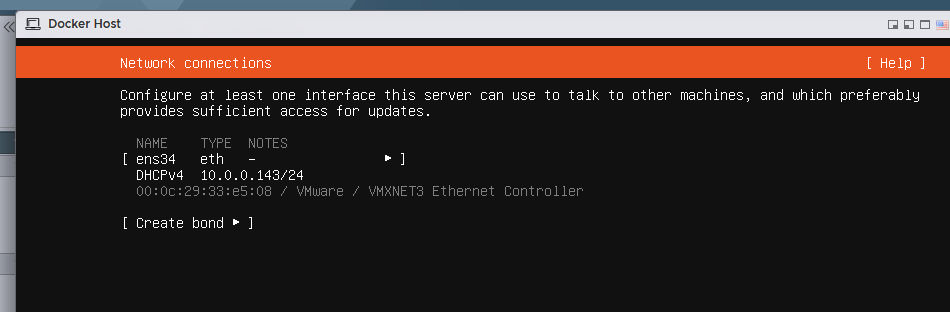 Docker Host
Network connections [ Help ]
Configure at least one interface this server can use to talk to other machines, and which preferably
provides sufficient access for updates.
NAME TYPE NOTES
[ ens34 eth - ▸ ]
DHCPv4 10.0.0.143/24
00:0c:29:33:e5:08 / VMware / VMXNET3 Ethernet Controller
[ Create bond ▸ ]